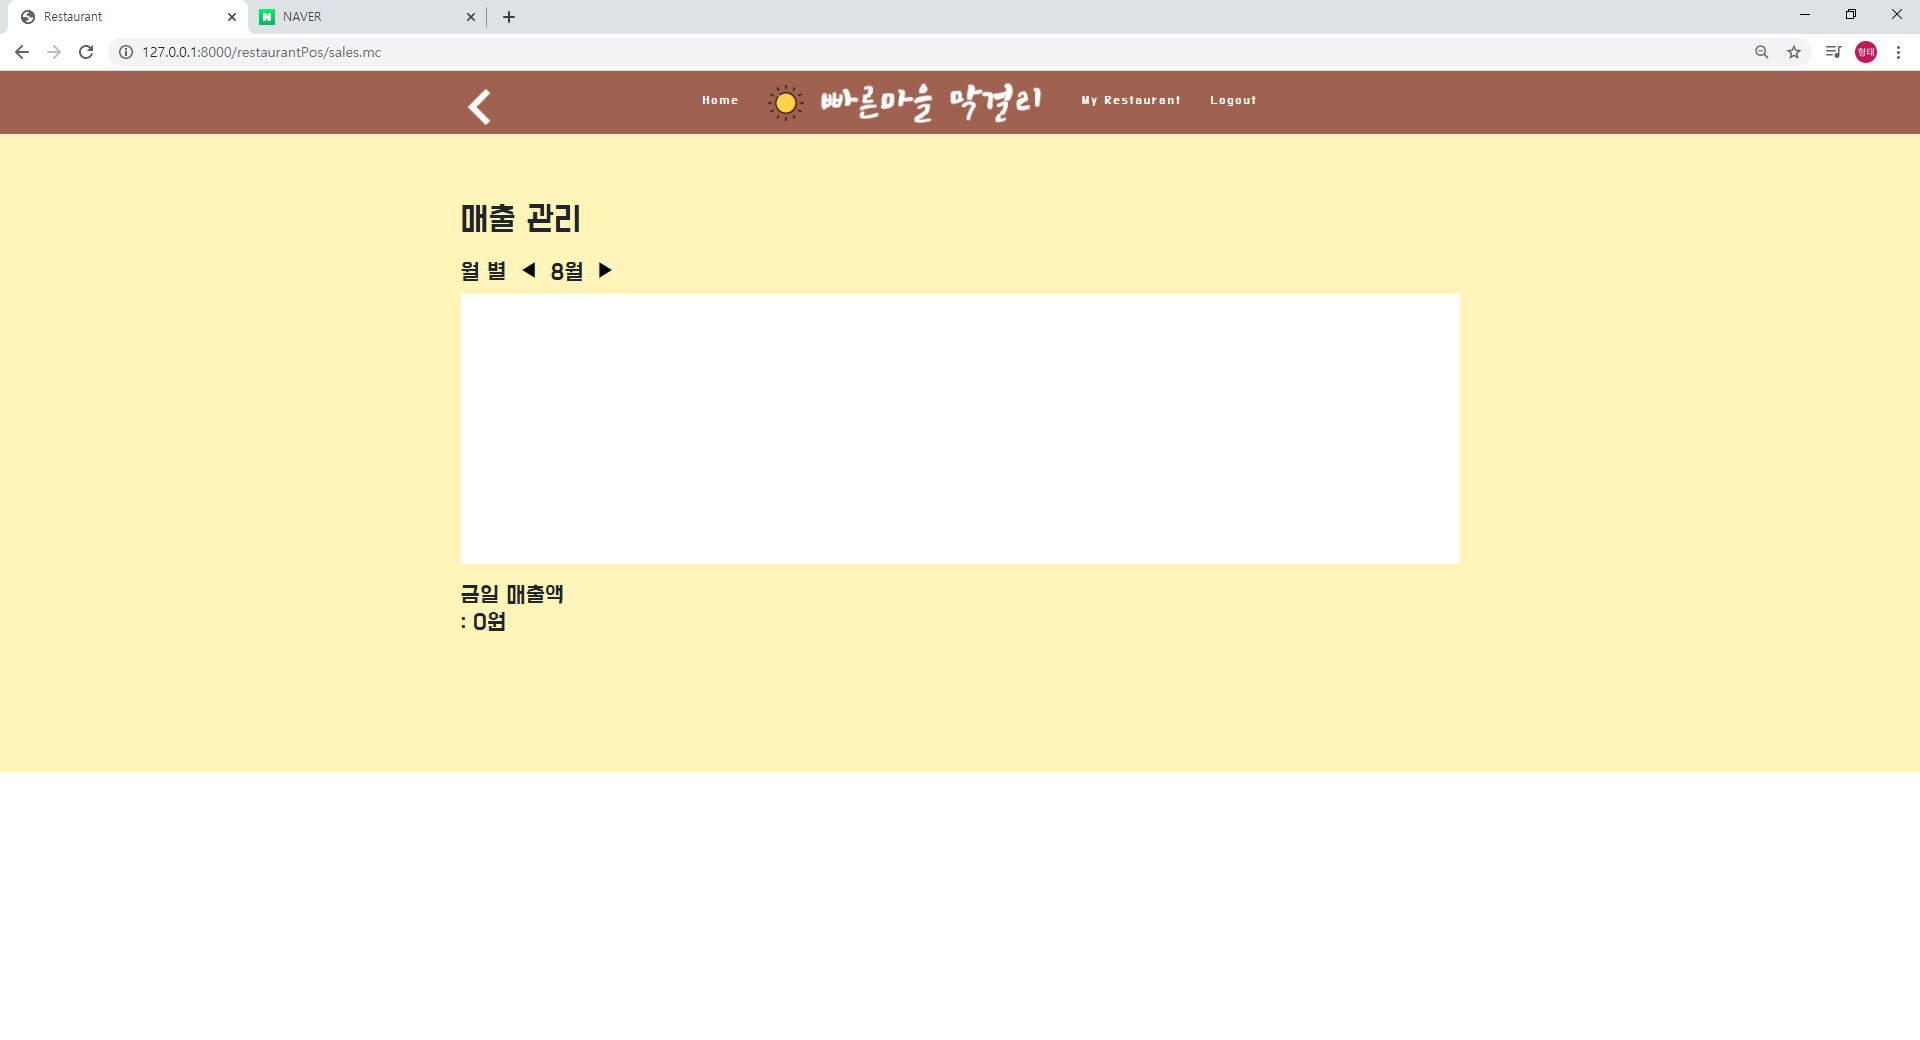 Restaurant
NAVER
127.0.0.1:8000/restaurantPos/sales.mc
형태
Home
빠른마을 막걸리
My Restaurant
Logout
매출 관리
월 별 ◀ 8월 ▶
금일 매출액
: 0원